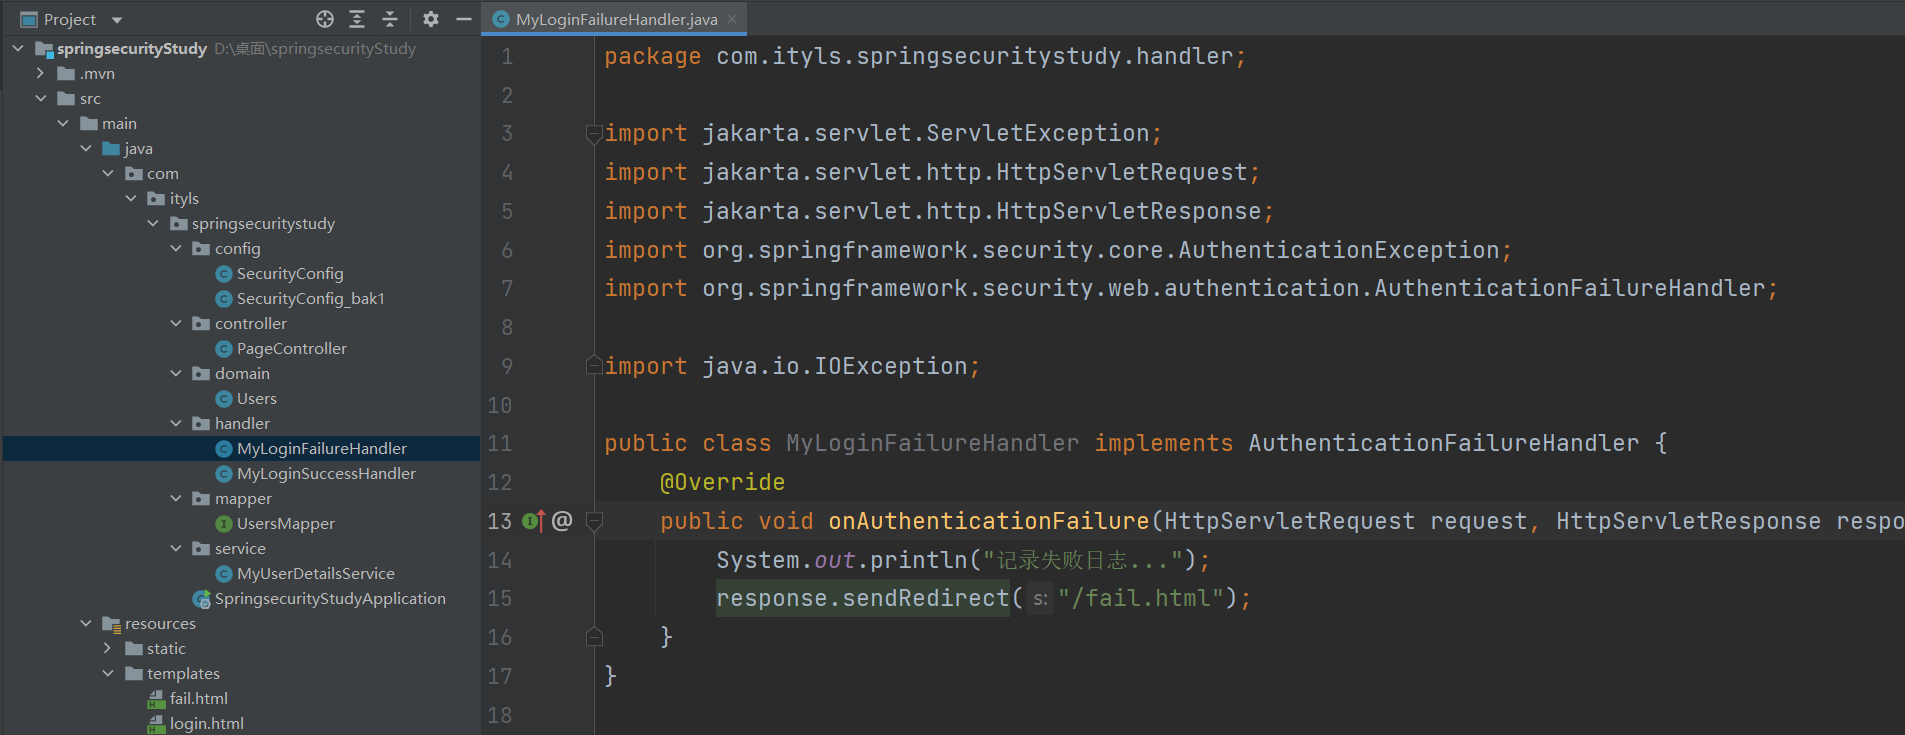 Project
springsecurityStudy D:\桌面\springsecurityStudy
.mvn
src
main
java
com
ityls
springsecuritystudy
config
SecurityConfig
SecurityConfig_bak1
controller
PageController
domain
Users
handler
MyLoginFailureHandler
MyLoginSuccessHandler
mapper
UsersMapper
service
MyUserDetailsService
SpringsecurityStudyApplication
resources
static
templates
fail.html
login.html
MyLoginFailureHandler.java
1 package com.ityls.springsecuritystudy.handler;
2
3 import jakarta.servlet.ServletException;
4 import jakarta.servlet.http.HttpServletRequest;
5 import jakarta.servlet.http.HttpServletResponse;
6 import org.springframework.security.core.AuthenticationException;
7 import org.springframework.security.web.authentication.AuthenticationFailureHandler;
8
9 import java.io.IOException;
10
11 public class MyLoginFailureHandler implements AuthenticationFailureHandler {
12 @Override
13 public void onAuthenticationFailure(HttpServletRequest request, HttpServletResponse respo
14 System.out.println("记录失败日志...");
15 response.sendRedirect( s: "/fail.html");
16 }
17 }
18